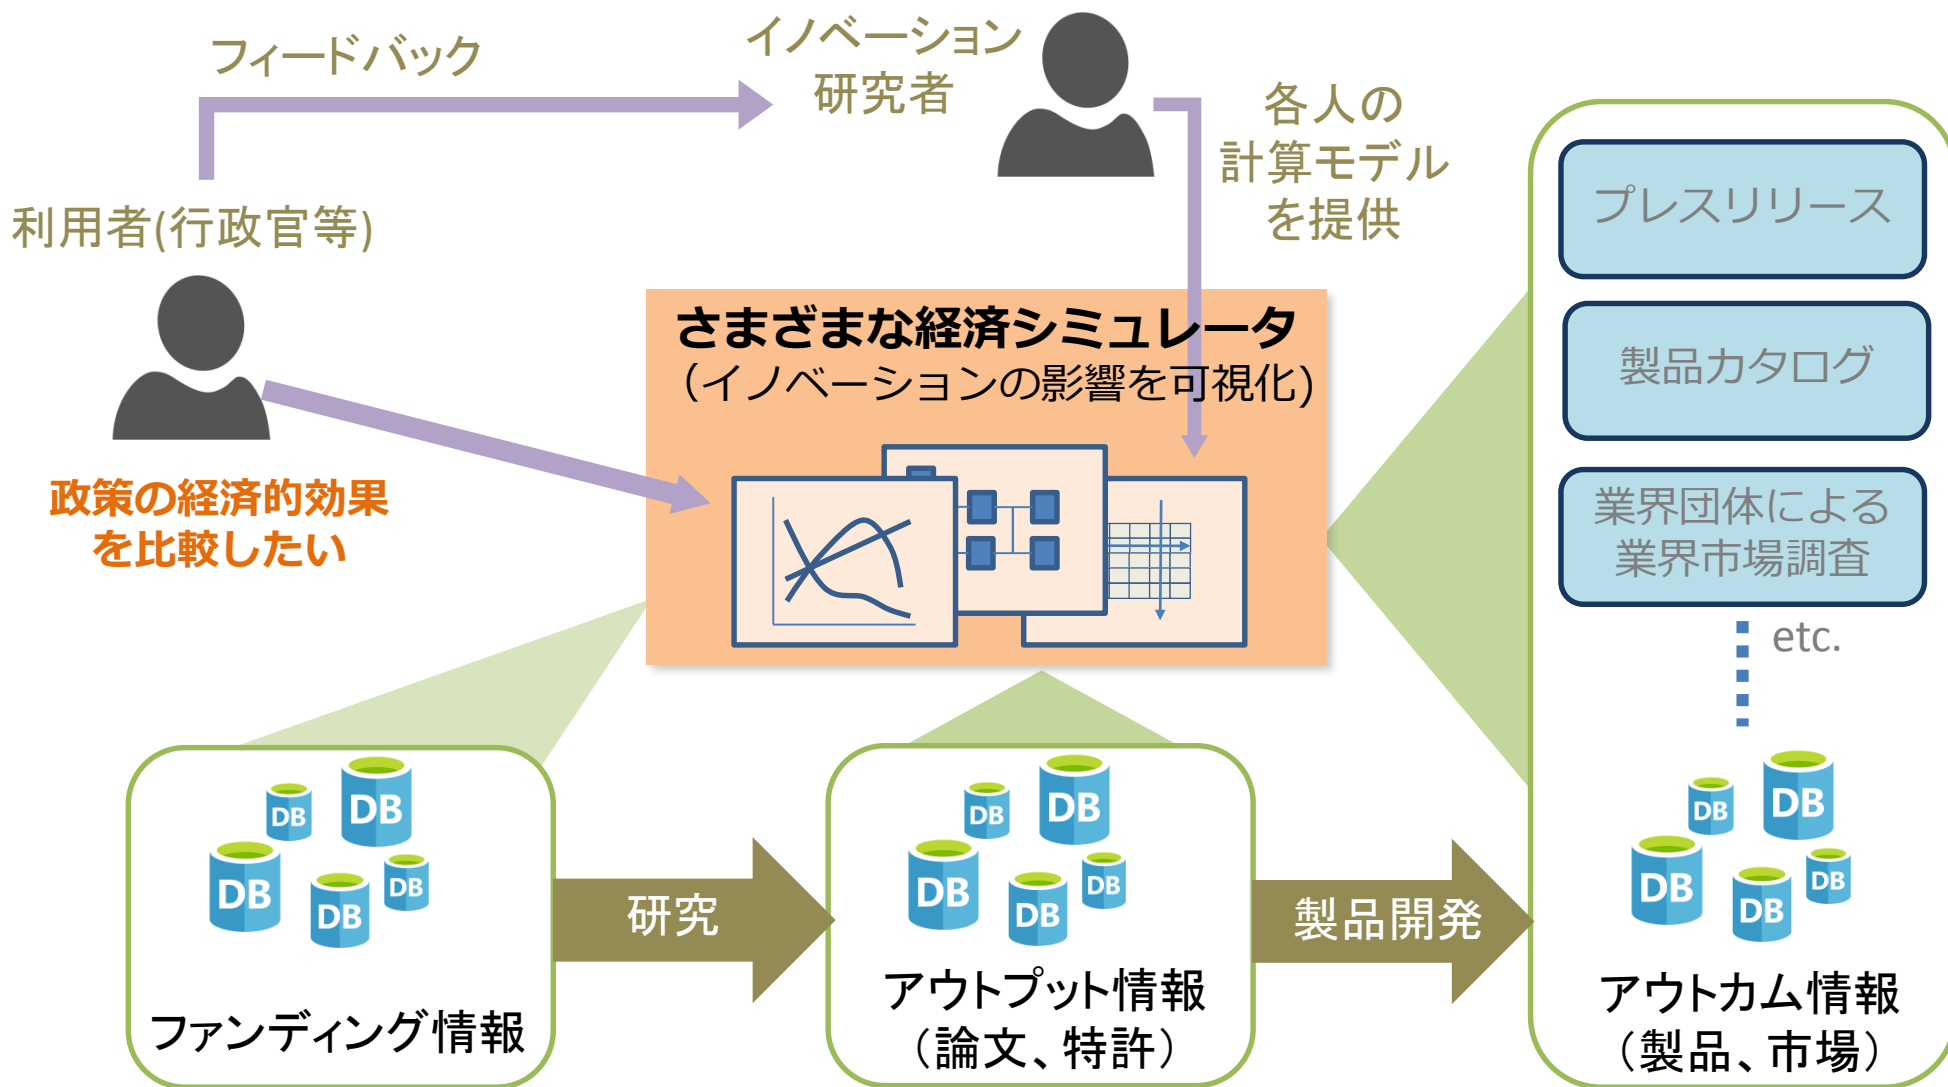 フィードバック
イノベーション
研究者
各人の
計算モデル
を提供
利用者(行政官等)
政策の経済的効果
を比較したい
さまざまな経済シミュレータ
（イノベーションの影響を可視化)
プレスリリース
製品カタログ
業界団体による
業界市場調査
etc.
DB
DB
DB
DB
DB
ファンディング情報
研究
DB
DB
DB
DB
DB
アウトプット情報
（論文、特許）
製品開発
DB
DB
DB
DB
DB
アウトカム情報
（製品、市場）